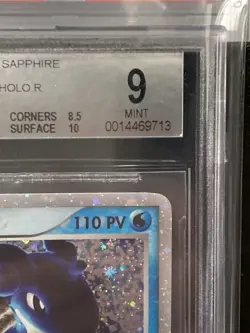 SAPPHIRE
HOLO R.
9
CORNERS 8.5
MINT
SURFACE 10
0014469713
110 PV